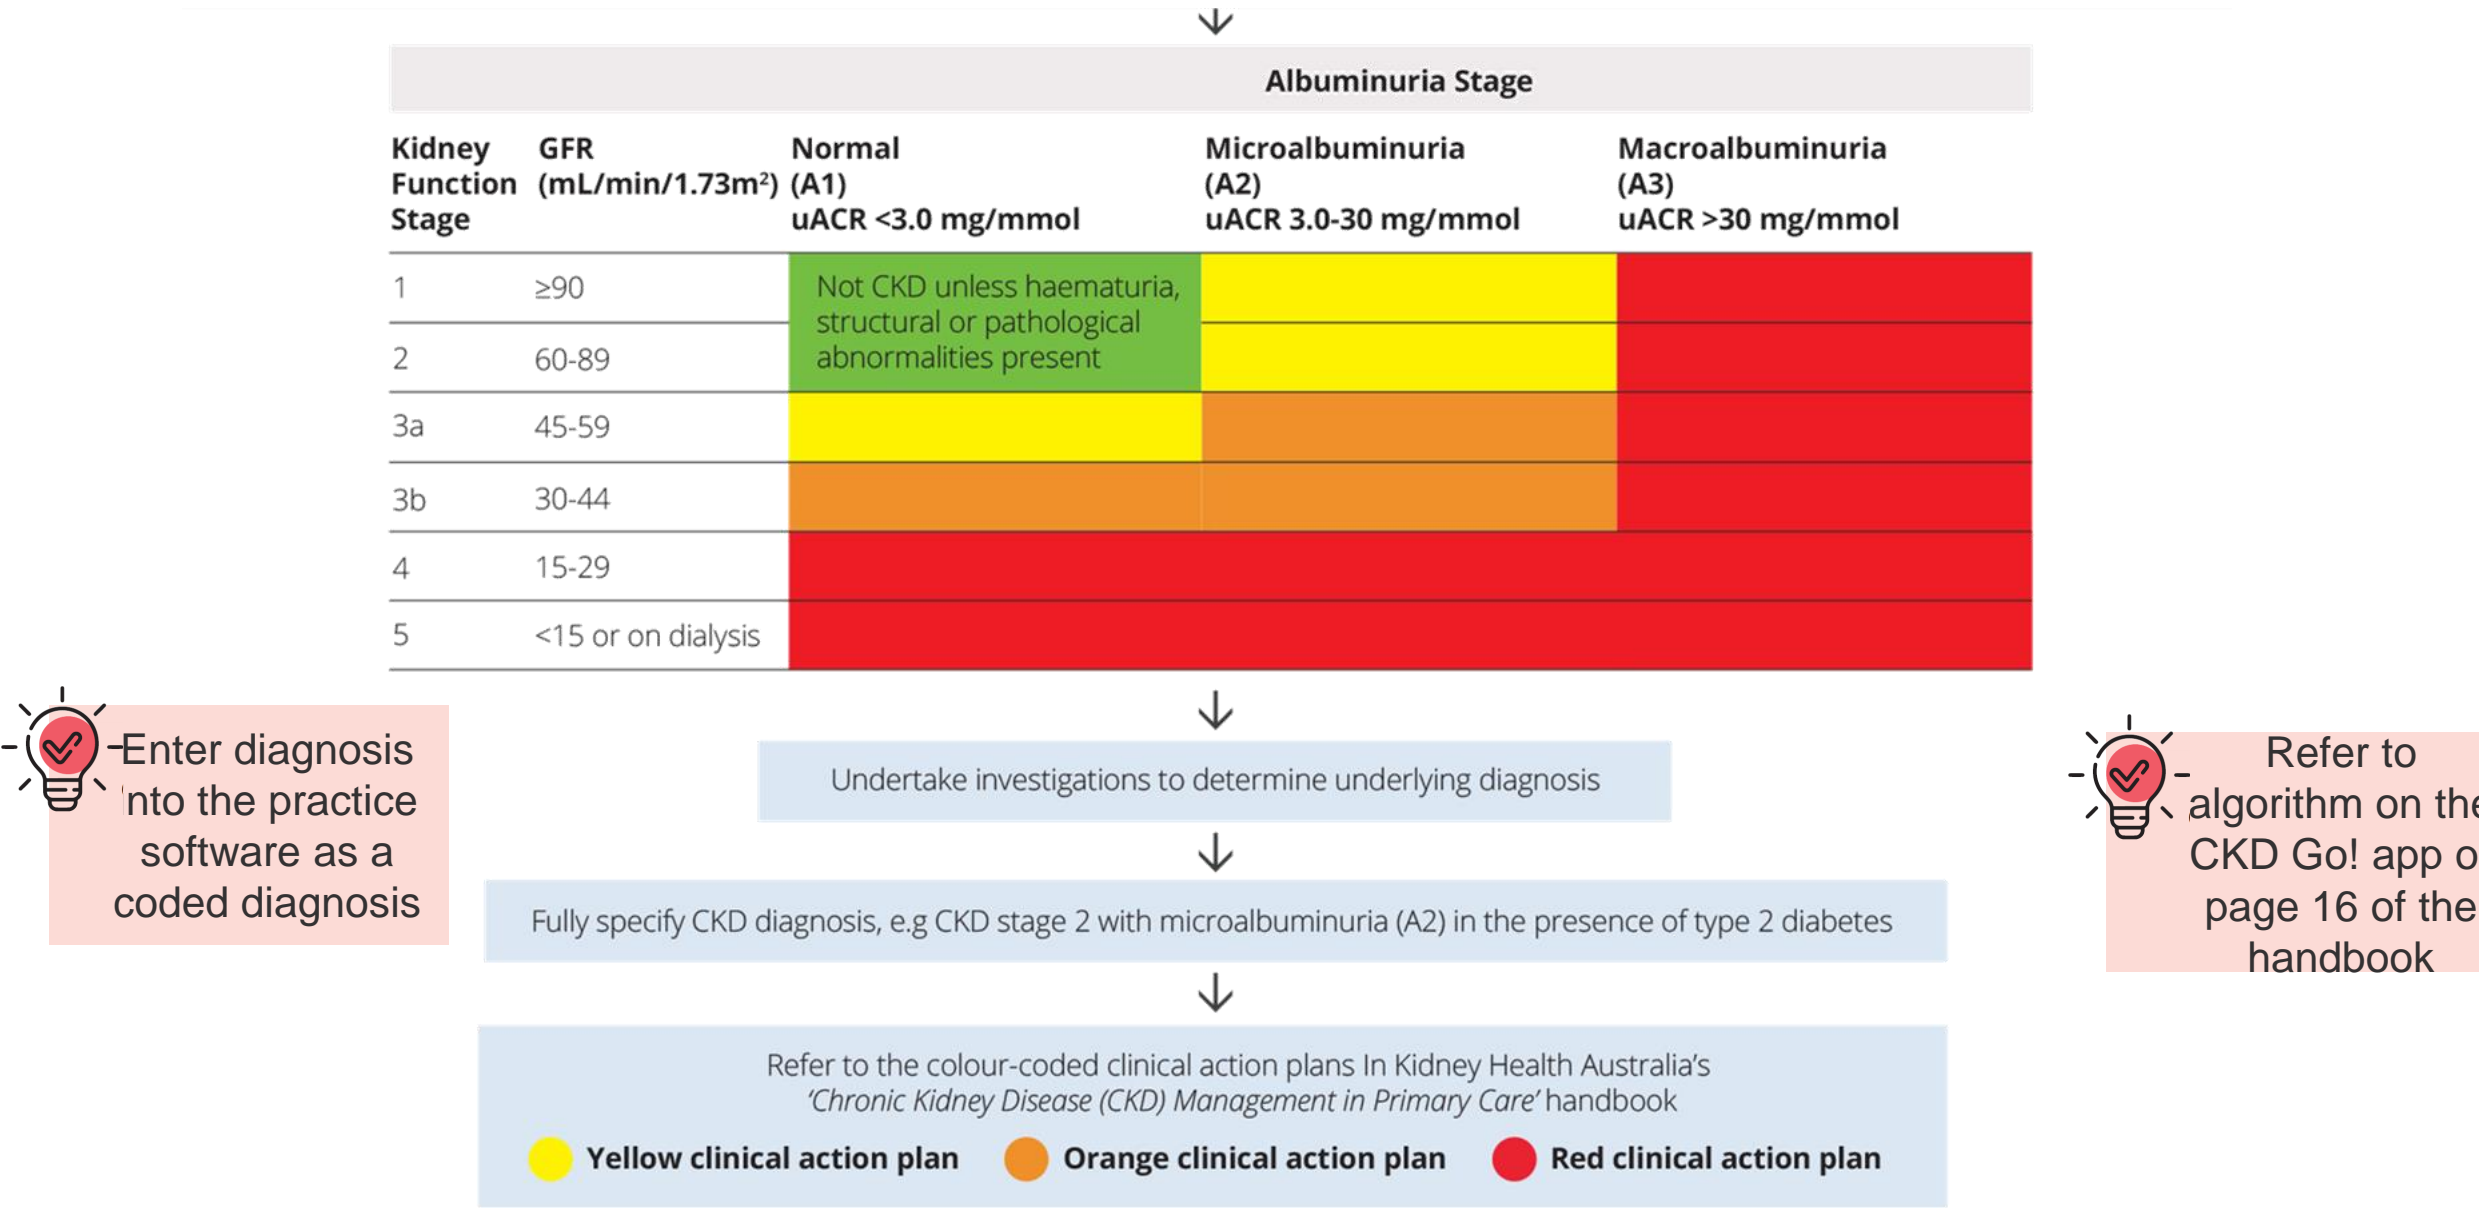 Albuminuria Stage
Kidney Function Stage
GFR (mL/min/1.73m²)
Normal (A1) uACR <3.0 mg/mmol
Microalbuminuria (A2) uACR 3.0-30 mg/mmol
Macroalbuminuria (A3) uACR >30 mg/mmol
1 ≥90
Not CKD unless haematuria,
structural or pathological
abnormalities present
2 60-89
3a 45-59
3b 30-44
4 15-29
5 <15 or on dialysis
Enter diagnosis
into the practice
software as a
coded diagnosis
Undertake investigations to determine underlying diagnosis
Refer to
algorithm on the
CKD Go! app
page 16 of the
handbook
Fully specify CKD diagnosis, e.g CKD stage 2 with microalbuminuria (A2) in the presence of type 2 diabetes
Refer to the colour-coded clinical action plans In Kidney Health Australia's
'Chronic Kidney Disease (CKD) Management in Primary Care' handbook
Yellow clinical action plan
Orange clinical action plan
Red clinical action plan